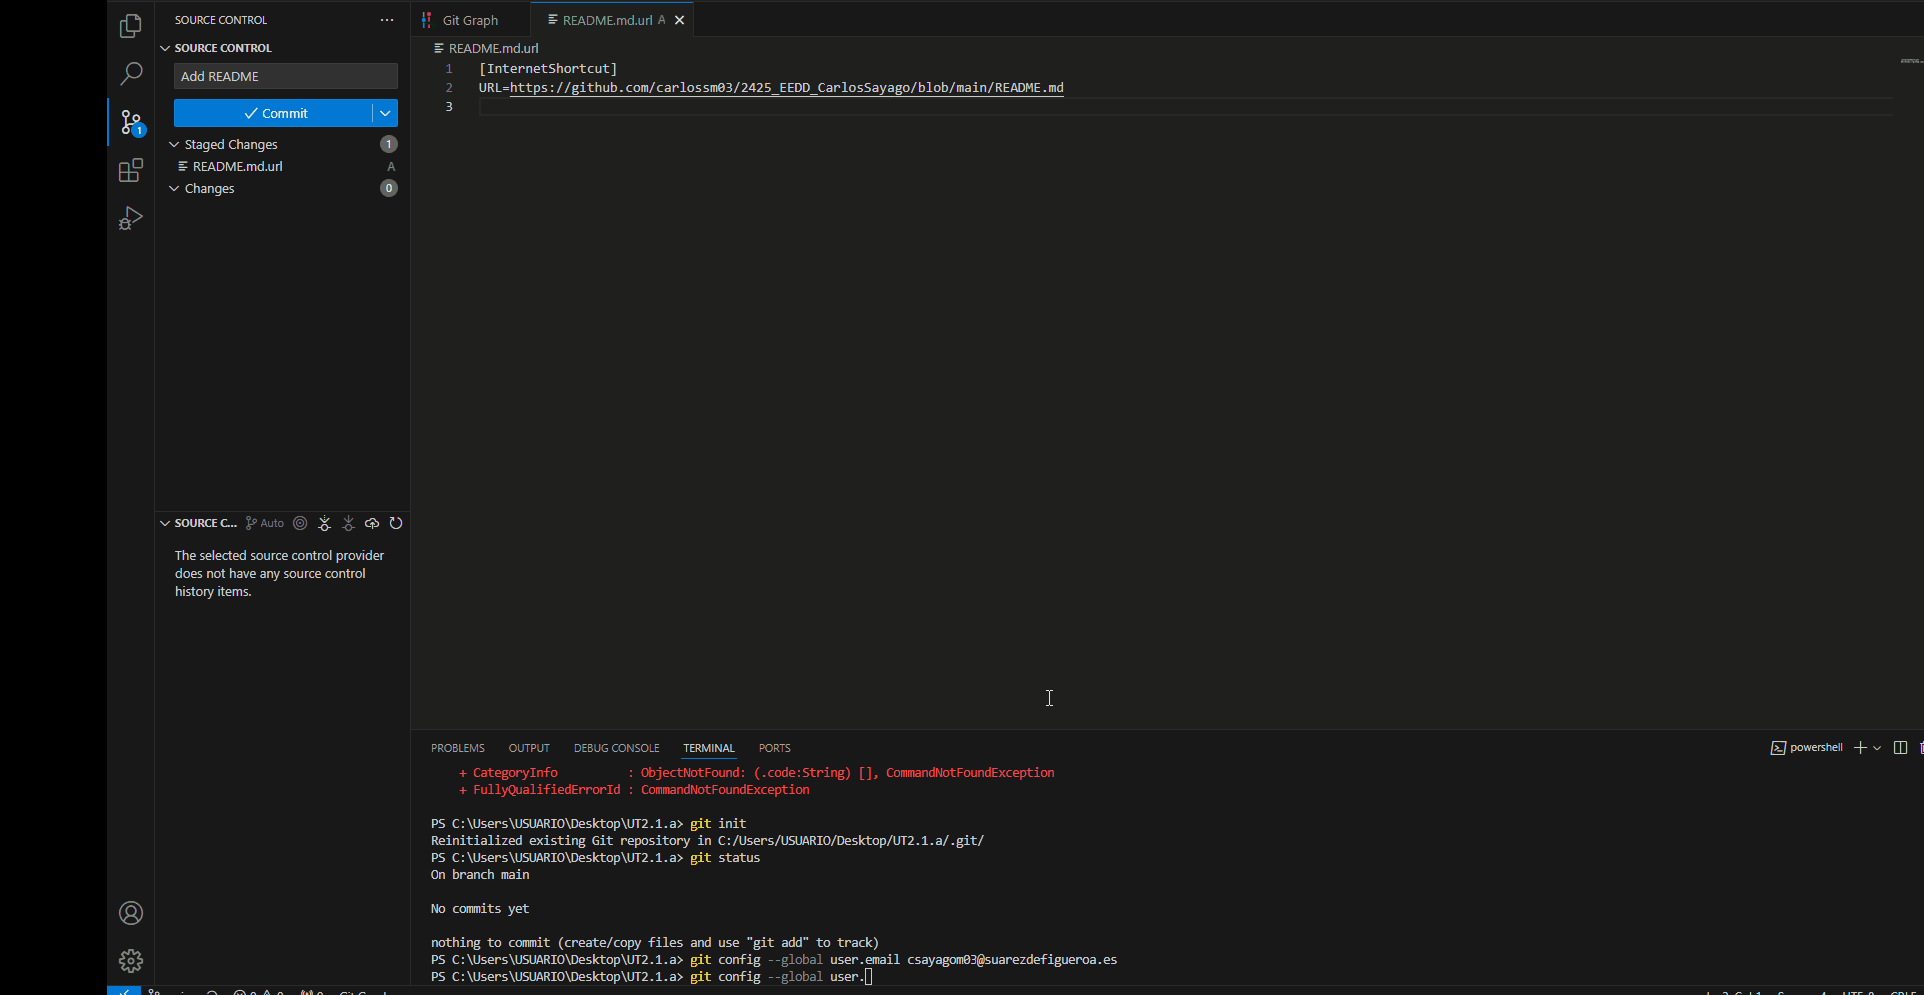 SOURCE CONTROL
SOURCE CONTROL
Add README
Commit
Staged Changes 1
README.md.url A
Changes 0
1
SOURCE C... Auto
The selected source control provider
does not have any source control
history items.
Git Graph
README.md.url A
README.md.url
1 [InternetShortcut]
2 URL=https://github.com/carlossm03/2425_EEDD_CarlosSayago/blob/main/README.md
3
PROBLEMS OUTPUT DEBUG CONSOLE TERMINAL PORTS
powershell
+ CategoryInfo : ObjectNotFound: (.code:String) [], CommandNotFoundException
+ FullyQualifiedErrorId : CommandNotFoundException
PS C:\Users\USUARIO\Desktop\UT2.1.a> git init
Reinitialized existing Git repository in C:/Users/USUARIO/Desktop/UT2.1.a/.git/
PS C:\Users\USUARIO\Desktop\UT2.1.a> git status
On branch main
No commits yet
nothing to commit (create/copy files and use "git add" to track)
PS C:\Users\USUARIO\Desktop\UT2.1.a> git config --global user.email csayagom03@suarezdefigueroa.es
PS C:\Users\USUARIO\Desktop\UT2.1.a> git config --global user.